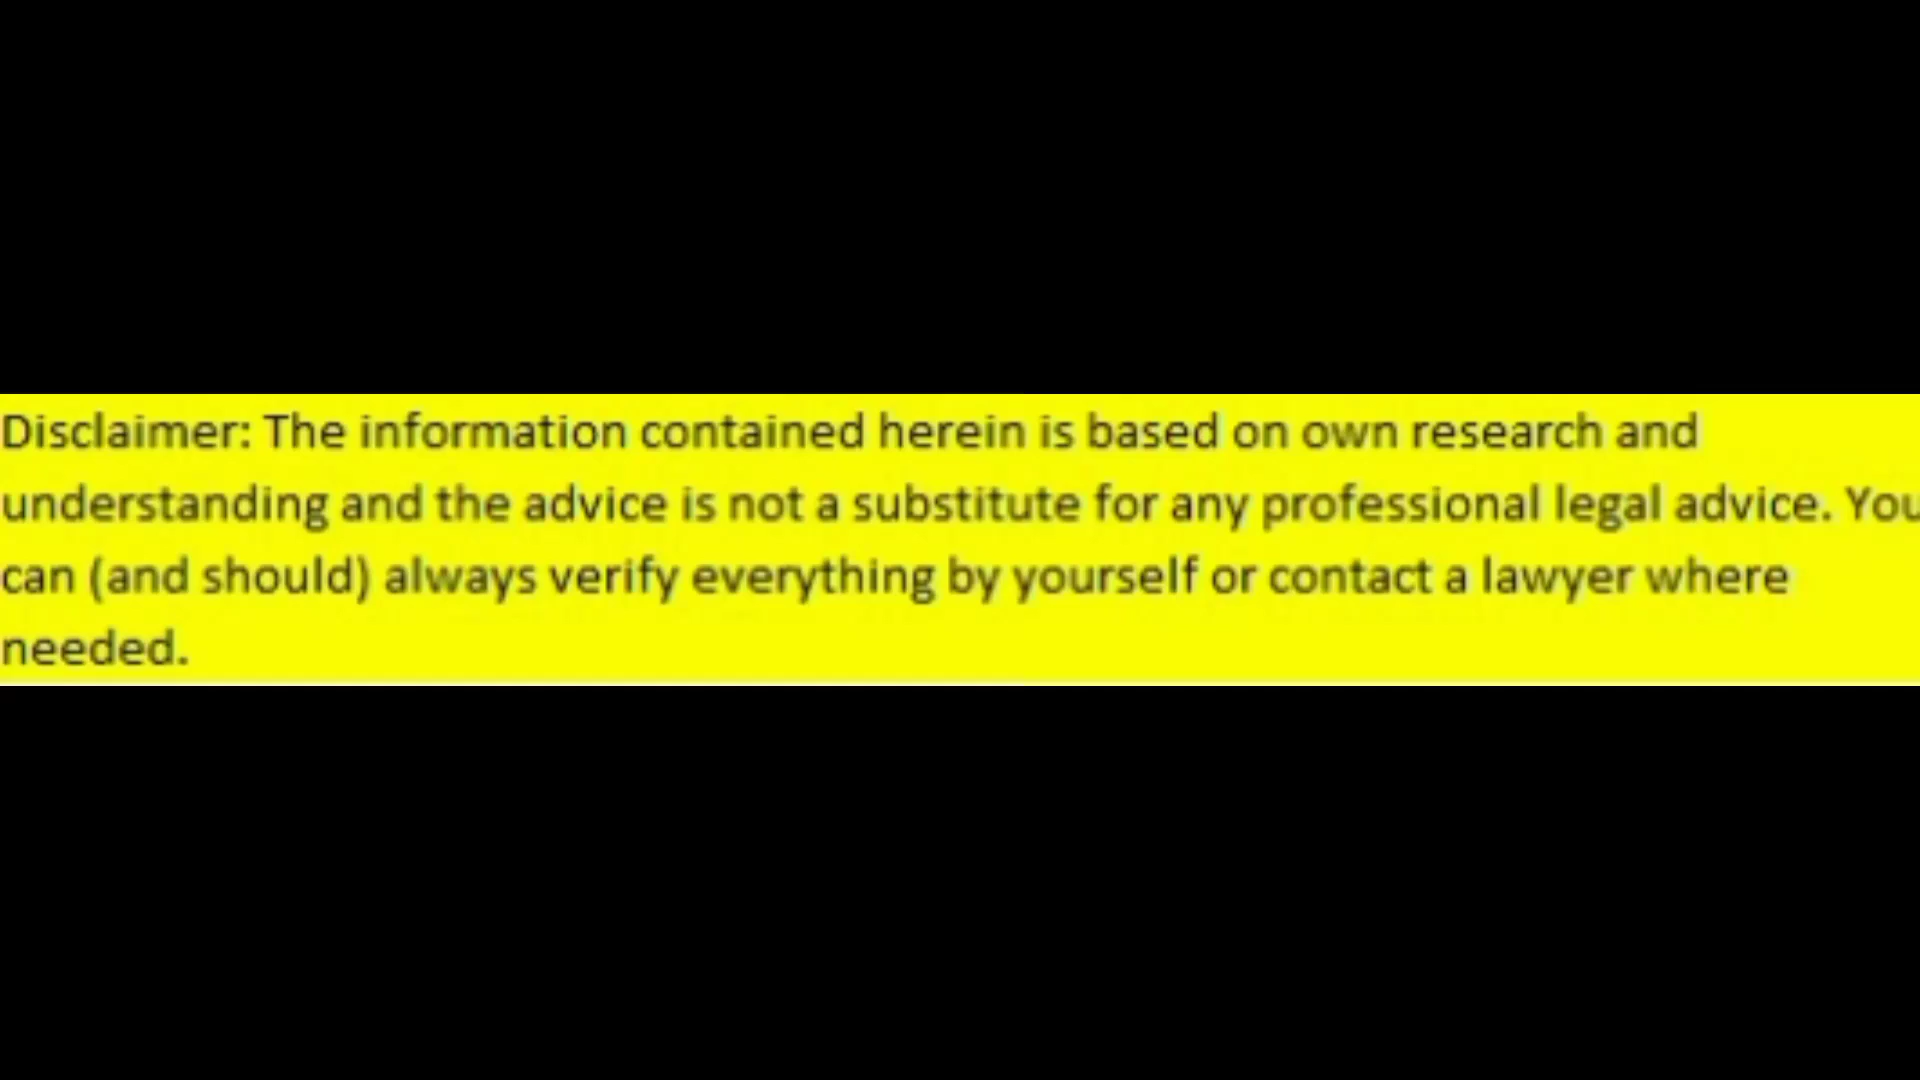 Disclaimer: The information contained herein is based on own research and
understanding and the advice is not a substitute for any professional legal advice. You
can (and should) always verify everything by yourself or contact a lawyer where
needed.